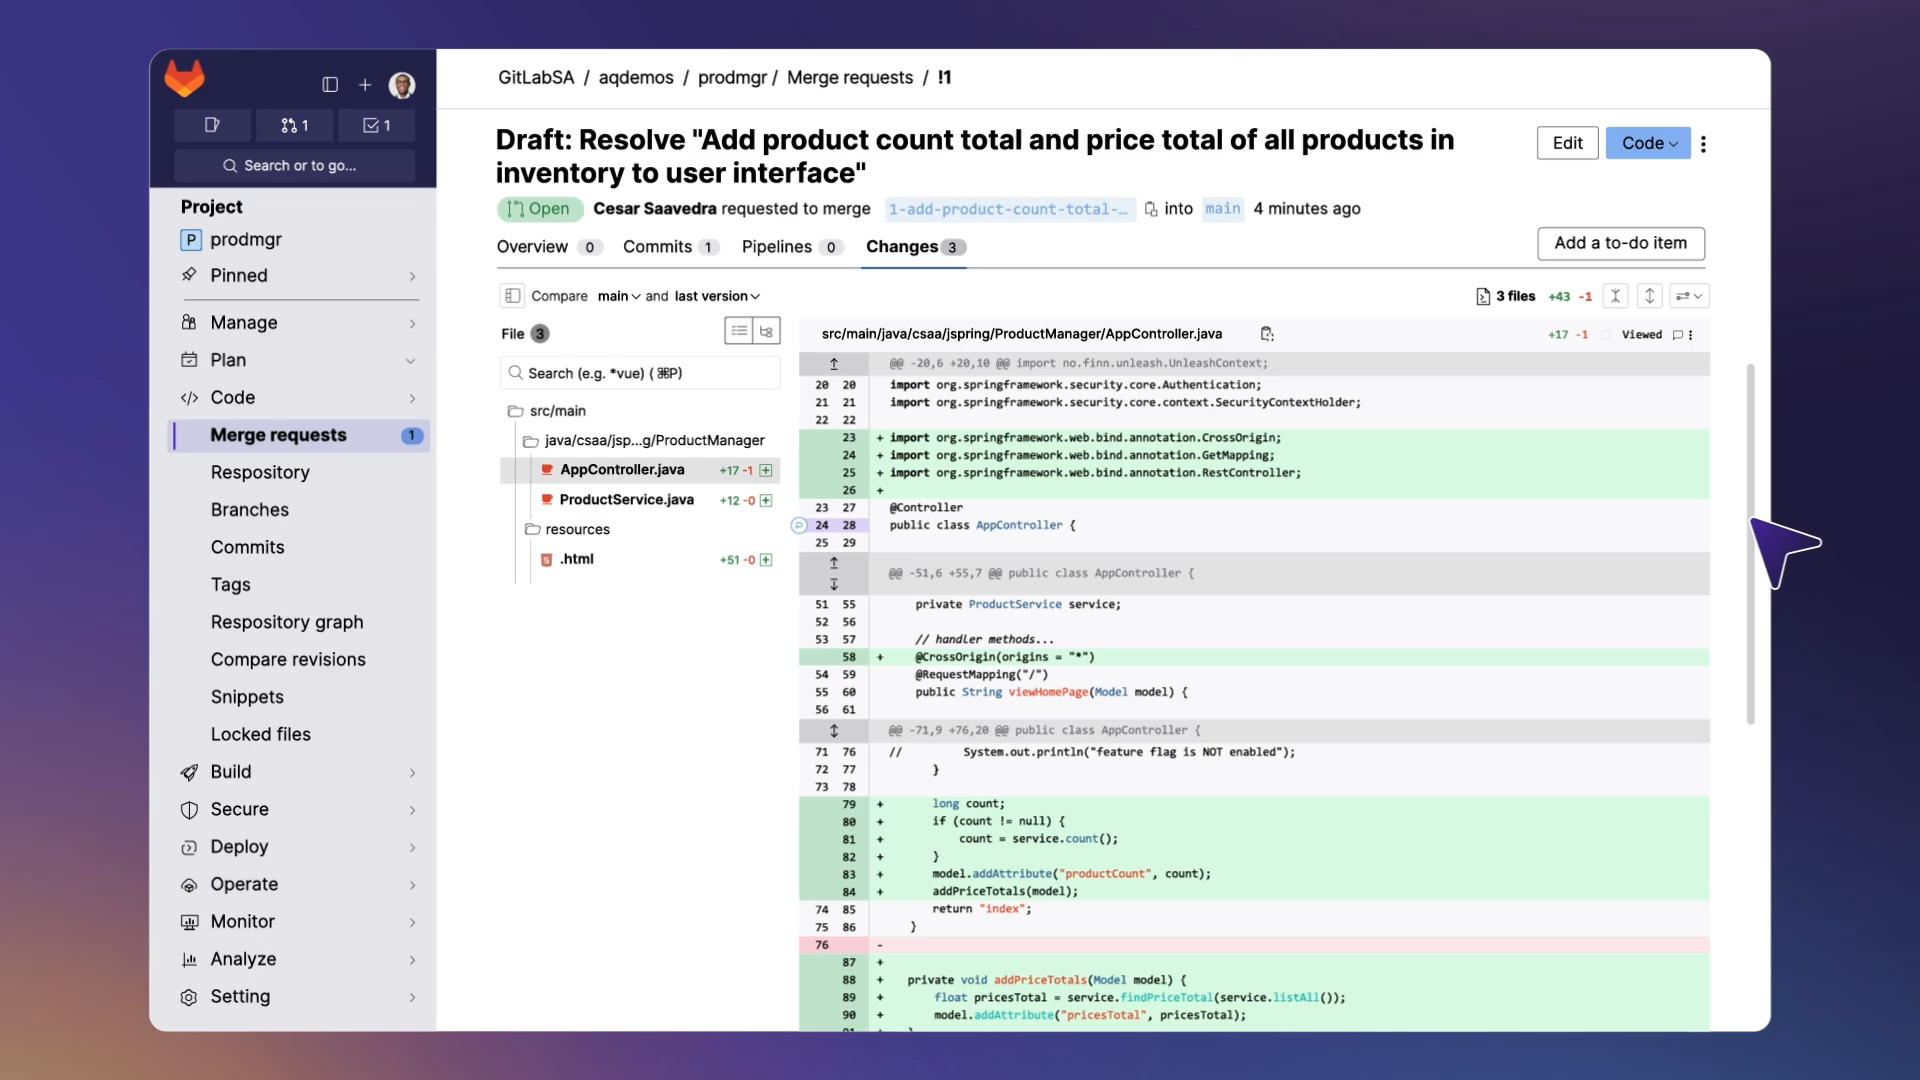 1
1
Search or to go...
Project
P prodmgr
Pinned
Manage
Plan
Code
Merge requests 1
Respository
Branches
Commits
Tags
Respository graph
Compare revisions
Snippets
Locked files
Build
Secure
Deploy
Operate
Monitor
Analyze
Setting
GitLabSA / aqdemos / prodmgr / Merge requests / !1
Draft: Resolve "Add product count total and price total of all products in
inventory to user interface"
Edit
Code
Open Cesar Saavedra requested to merge 1-add-product-count-total-… into main 4 minutes ago
Overview 0 Commits 1 Pipelines 0 Changes 3
Add a to-do item
Compare main and last version
3 files +43 -1
File 3
Search (e.g. *vue) ( ⌘P)
src/main
java/csaa/jsp...g/ProductManager
AppController.java +17 -1
ProductService.java +12 -0
resources
.html +51 -0
src/main/java/csaa/jspring/ProductManager/AppController.java
+17 -1 Viewed
@@ -20,6 +20,10 @@ import no.finn.unleash.UnleashContext;
20 20 import org.springframework.security.core.Authentication;
21 21 import org.springframework.security.core.context.SecurityContextHolder;
22 22
23 + import org.springframework.web.bind.annotation.CrossOrigin;
24 + import org.springframework.web.bind.annotation.GetMapping;
25 + import org.springframework.web.bind.annotation.RestController;
26 +
23 27 @Controller
24 28 public class AppController {
25 29
@@ -51,6 +55,7 @@ public class AppController {
51 55 private ProductService service;
52 56
53 57 // handler methods...
58 + @CrossOrigin(origins = "*")
54 59 @RequestMapping("/")
55 60 public String viewHomePage(Model model) {
56 61
@@ -71,9 +76,20 @@ public class AppController {
71 76 // System.out.println("feature flag is NOT enabled");
72 77 }
73 78
79 + long count;
80 + if (count != null) {
81 + count = service.count();
82 + }
83 + model.addAttribute("productCount", count);
84 + addPriceTotals(model);
74 85 return "index";
75 86 }
76 -
87 +
88 + private void addPriceTotals(Model model) {
89 + float pricesTotal = service.findPriceTotal(service.listAll());
90 + model.addAttribute("pricesTotal", pricesTotal);